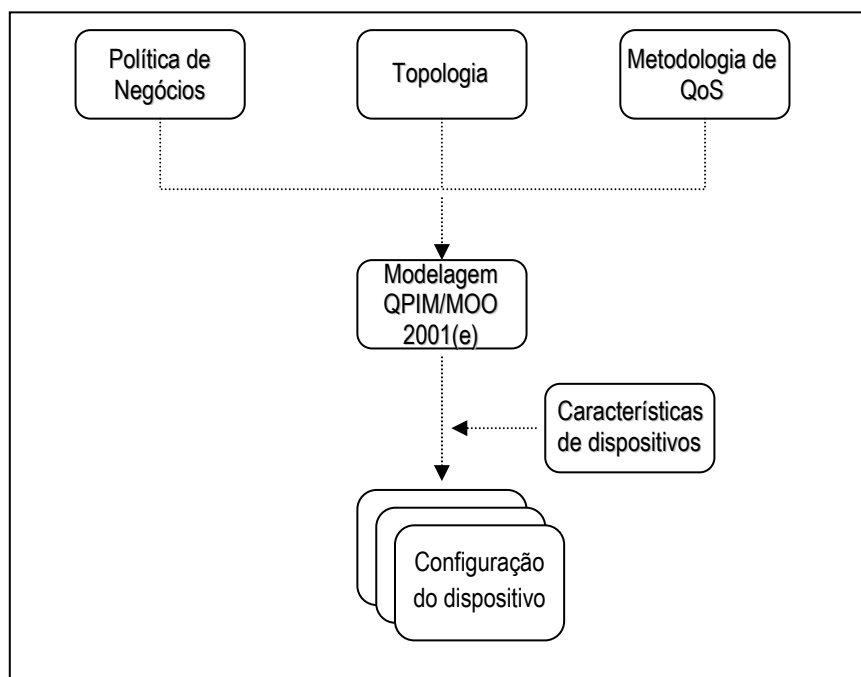 Política de
Negócios
Topologia
Metodologia de
QoS
Modelagem
QPIM/MOO
2001(e)
Características
de dispositivos
Configuração
do dispositivo